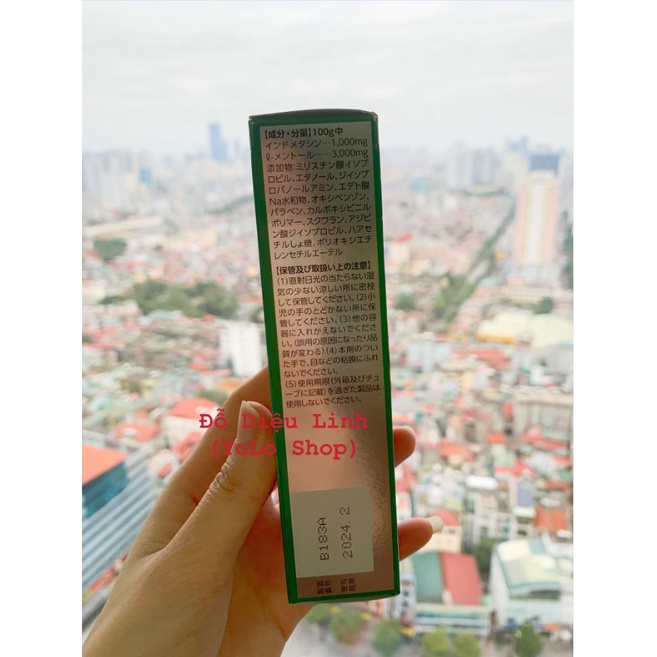 【成分・分量】100g中
インドメタシン…1,000mg
ℓ-メントール……3,000mg
添加物:ミリスチン酸イソプ
ロピル、エタノール、ジイソプ
ロパノールアミン、エデト酸
Na水和物、オキシベンゾン、
パラベン、カルボキシビニル
ポリマー、スクワラン、アジピ
ン酸ジイソプロピル、ハアセ
チルしょ糖、ポリオキシエチ
レンセチルエーテル
【保管及び取扱い上の注意】
(1)直射日光の当たらない湿
気の少ない涼しい所に密栓
して保管してください。(2)小
児の手のとどかない所に保
管してください。(3)他の容
器に入れかえないでくださ
い。(誤用の原因になったり品
質が変わる)(4)本剤のつい
た手で、目などの粘膜にふれ
ないでください。
(5)使用期限(外箱及びチュ
ーブに記載)を過ぎた製品は
使用しないでください。
Đỗ Diệu Linh
(YoLo Shop)
B183A
2024.2